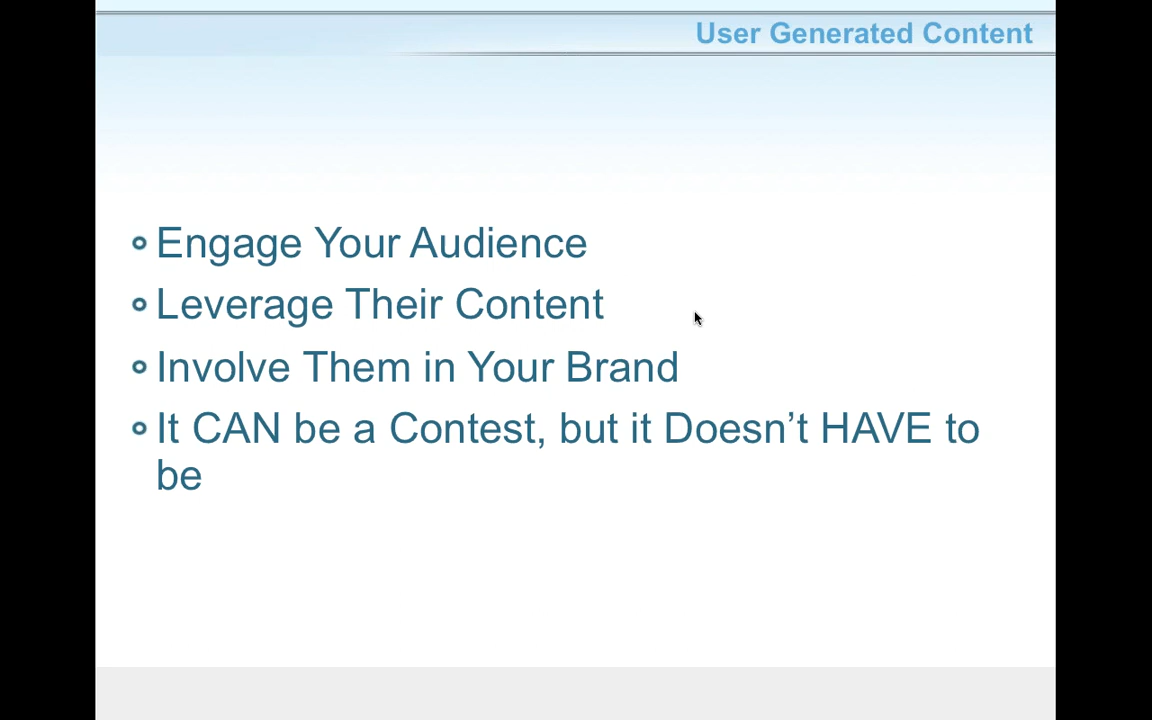 User Generated Content
Engage Your Audience
Leverage Their Content
Involve Them in Your Brand
It CAN be a Contest, but it Doesn’t HAVE to
be